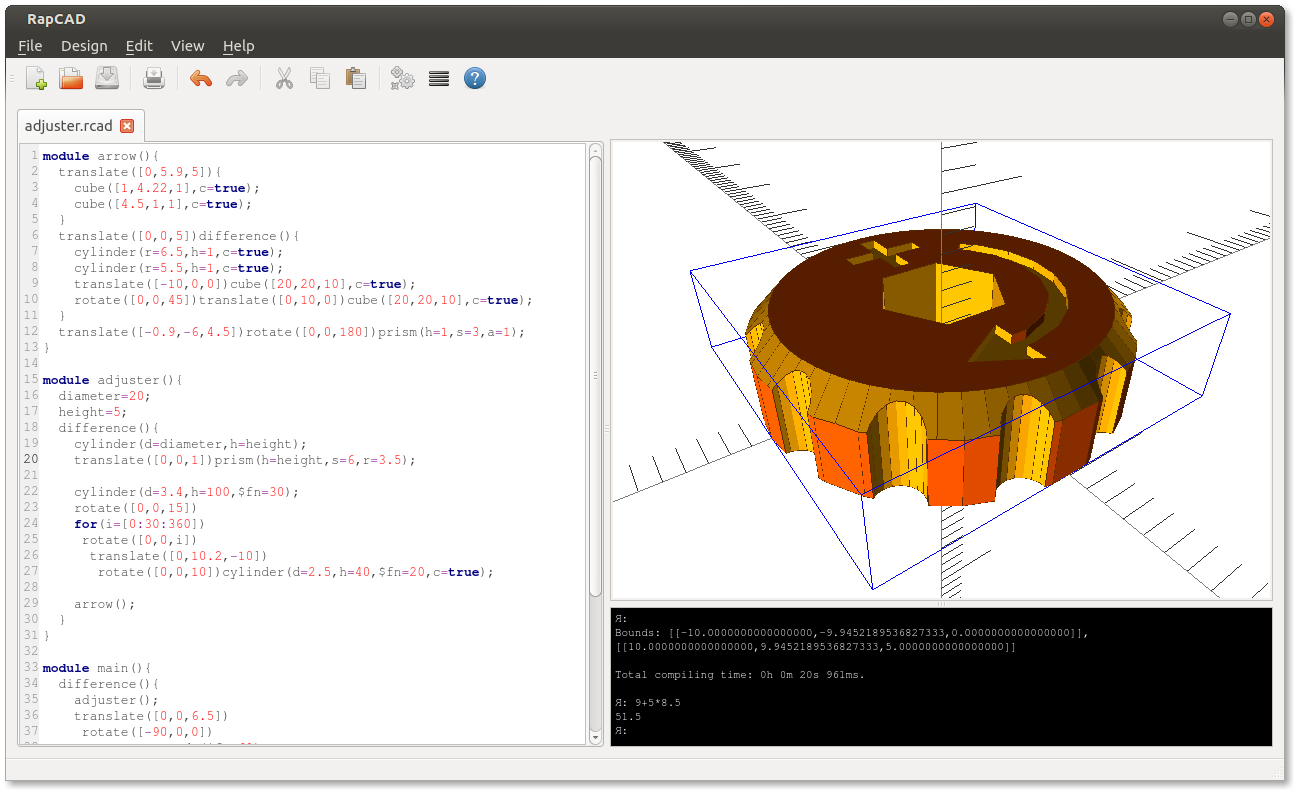 RapCAD
File Design Edit View Help
adjuster.rcad
1 module arrow(){
2 translate([0,5.9,5]){
3 cube([1,4.22,1],c=true);
4 cube([4.5,1,1],c=true);
5 }
6 translate([0,0,5])difference(){
7 cylinder(r=6.5,h=1,c=true);
8 cylinder(r=5.5,h=1,c=true);
9 translate([-10,0,0])cube([20,20,10],c=true);
10 rotate([0,0,45])translate([0,10,0])cube([20,20,10],c=true);
11 }
12 translate([-0.9,-6,4.5])rotate([0,0,180])prism(h=1,s=3,a=1);
13 }
14
15 module adjuster(){
16 diameter=20;
17 height=5;
18 difference(){
19 cylinder(d=diameter,h=height);
20 translate([0,0,1])prism(h=height,s=6,r=3.5);
21
22 cylinder(d=3.4,h=100,$fn=30);
23 rotate([0,0,15])
24 for(i=[0:30:360])
25 rotate([0,0,i])
26 translate([0,10.2,-10])
27 rotate([0,0,10])cylinder(d=2.5,h=40,$fn=20,c=true);
28
29 arrow();
30 }
31 }
32
33 module main(){
34 difference(){
35 adjuster();
36 translate([0,0,6.5])
37 rotate([-90,0,0])
Я:
Bounds: [[-10.0000000000000000,-9.9452189536827333,0.0000000000000000]],
[[10.0000000000000000,9.9452189536827333,5.0000000000000000]]
Total compiling time: 0h 0m 20s 961ms.
Я: 9+5*8.5
51.5
Я: